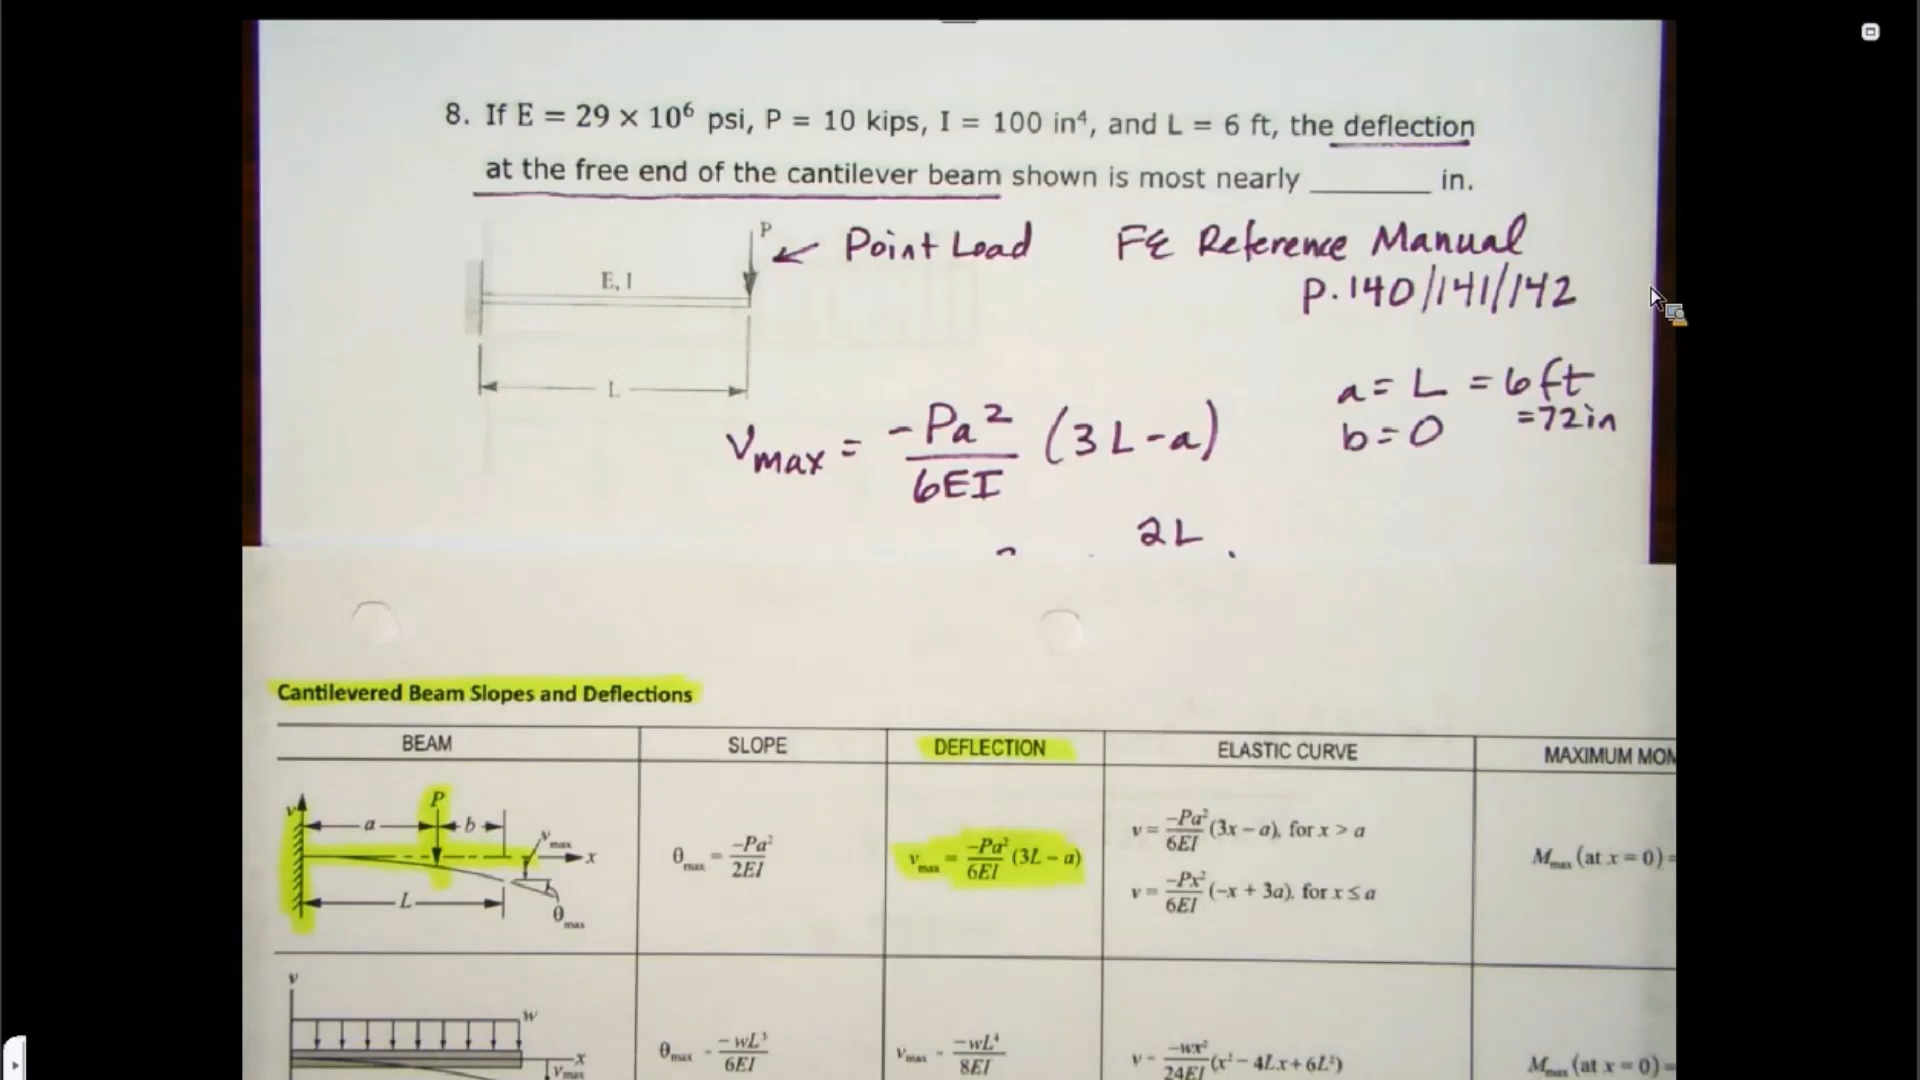 8. If E = 29 × 10⁶ psi, P = 10 kips, I = 100 in⁴, and L = 6 ft, the deflection
at the free end of the cantilever beam shown is most nearly ________ in.
P
Point Load
FE Reference Manual
p. 140/141/142
E, I
L
a = L = 6ft
= 72in
b = 0
Vmax = -Pa²/6EI (3L-a)
2L
Cantilevered Beam Slopes and Deflections
BEAM SLOPE DEFLECTION ELASTIC CURVE MAXIMUM MOM
v a P b vmax x L θmax
θmax = -Pa²/2EI
vmax = -Pa²/6EI (3L – a)
v = -Pa²/6EI (3x – a), for x > a
v = -Px²/6EI (-x + 3a), for x ≤ a
Mmax (at x = 0) =
v w x vmax
θmax - -wL³/6EI
vmax - -wL⁴/8EI
v - -wx²/24EI (x² – 4Lx + 6L²)
Mmax (at x = 0) =